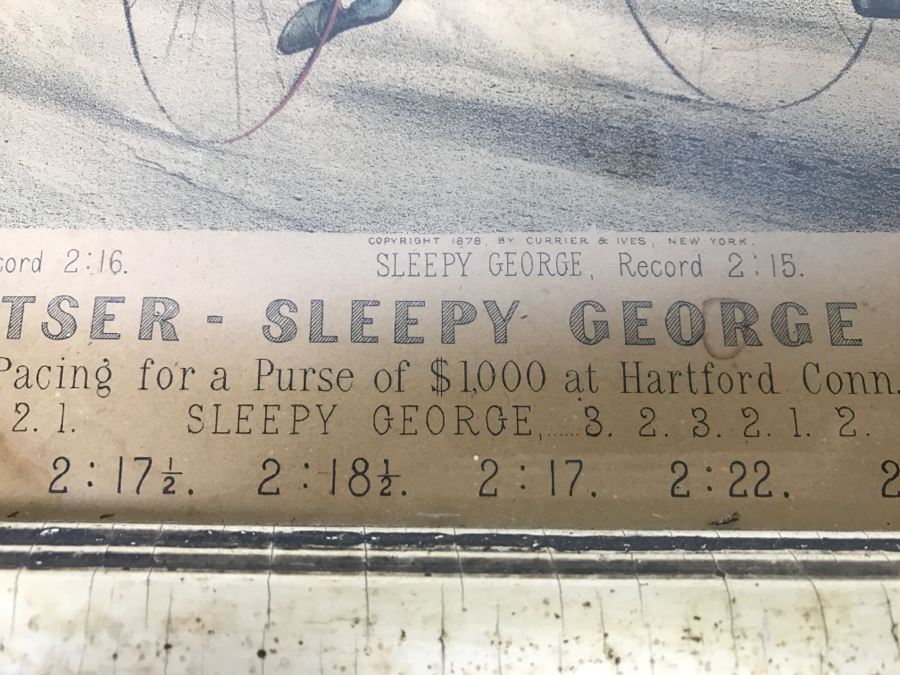 COPYRIGHT 1878, BY CURRIER & IVES, NEW YORK.
cord 2:16. SLEEPY GEORGE, Record 2:15.
TSER - SLEEPY GEORGE
Pacing for a Purse of $1,000 at Hartford Conn.
2. 1. SLEEPY GEORGE,......3. 2. 3. 2. 1. 2.
2:17½. 2:18½. 2:17. 2:22. 2